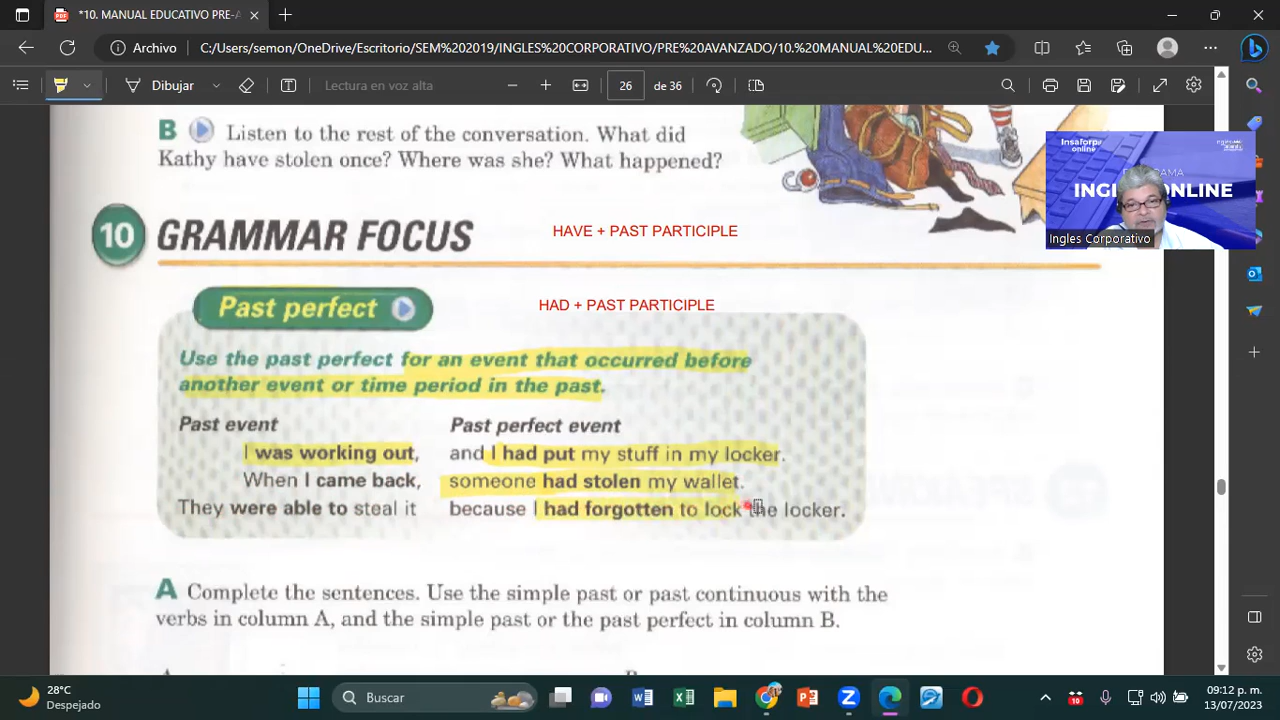 *10. MANUAL EDUCATIVO PRE-A
Archivo
C:/Users/semon/OneDrive/Escritorio/SEM%202019/INGLES%20CORPORATIVO/PRE%20AVANZADO/10.%20MANUAL%20EDU...
Dibujar
Lectura en voz alta
26
de 36
B Listen to the rest of the conversation. What did
Kathy have stolen once? Where was she? What happened?
Insaforp
online
INGLES ONLINE
Ingles Corporativo
10 GRAMMAR FOCUS
HAVE + PAST PARTICIPLE
Past perfect
HAD + PAST PARTICIPLE
Use the past perfect for an event that occurred before
another event or time period in the past.
Past event Past perfect event
I was working out, and I had put my stuff in my locker.
When I came back, someone had stolen my wallet.
They were able to steal it because I had forgotten to lock the locker.
A Complete the sentences. Use the simple past or past continuous with the
verbs in column A, and the simple past or the past perfect in column B.
28°C
Despejado
Buscar
09:12 p. m.
13/07/2023